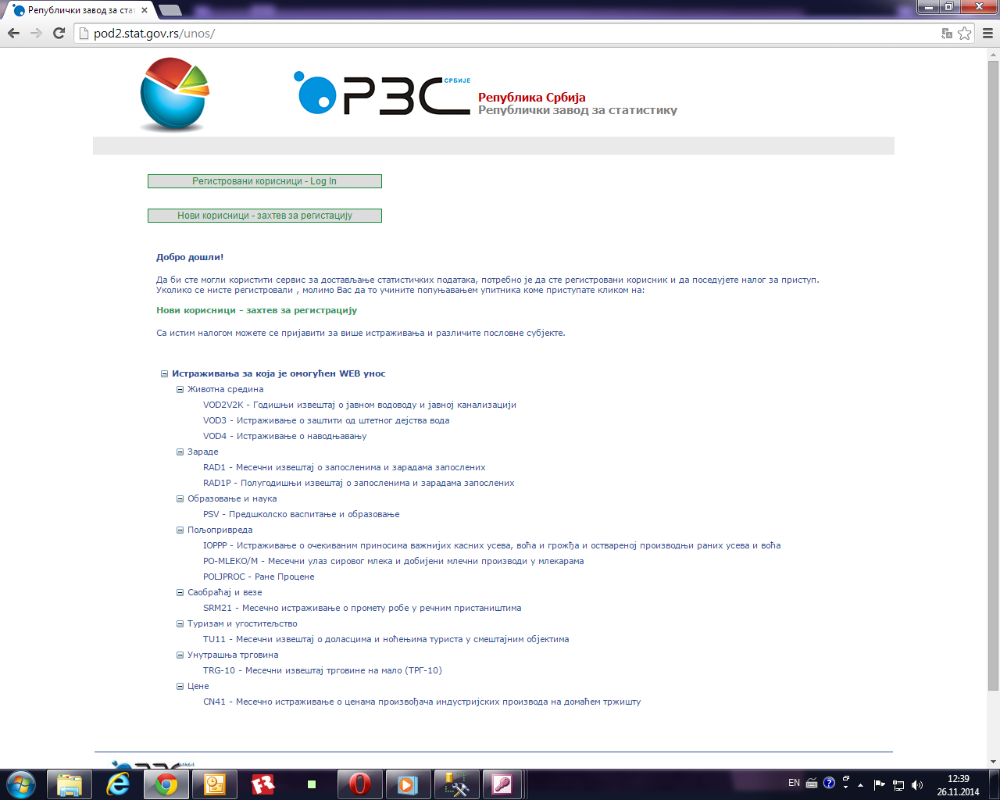 Републички завод за ста
pod2.stat.gov.rs/unos/
РЗС СРБИЈЕ
Република Србија
Републички завод за статистику
Регистровани корисници - Log In
Нови корисници - захтев за регистацију
Добро дошли!
Да би сте могли користити сервис за достављање статистичких података, потребно је да сте регистровани корисник и да поседујете налог за приступ.
Уколико се нисте регистровали , молимо Вас да то учините попуњавањем упитника коме приступате кликом на:
Нови корисници - захтев за регистрацију
Са истим налогом можете се пријавити за више истраживања и различите пословне субјекте.
Истраживања за која је омогућен WEB унос
Животна средина
VOD2V2K - Годишњи извештај о јавном водоводу и јавној канализацији
VOD3 - Истраживање о заштити од штетног дејства вода
VOD4 - Истраживање о наводњавању
Зараде
RAD1 - Месечни извештај о запосленима и зарадама запослених
RAD1P - Полугодишњи извештај о запосленима и зарадама запослених
Образовање и наука
PSV - Предшколско васпитање и образовање
Пољопривреда
IOPPP - Истраживање о очекиваним приносима важнијих касних усева, воћа и грожђа и оствареној производњи раних усева и воћа
PO-MLEKO/M - Месечни улаз сировог млека и добијени млечни производи у млекарама
POLJPROC - Ране Процене
Саобраћај и везе
SRM21 - Месечно истраживање о промету робе у речним пристаништима
Туризам и угоститељство
TU11 - Месечни извештај о доласцима и ноћењима туриста у смештајним објектима
Унутрашња трговина
TRG-10 - Месечни извештај трговине на мало (ТРГ-10)
Цене
CN41 - Месечно истраживање о ценама произвођача индустријских производа на домаћем тржишту
EN
12:39
26.11.2014